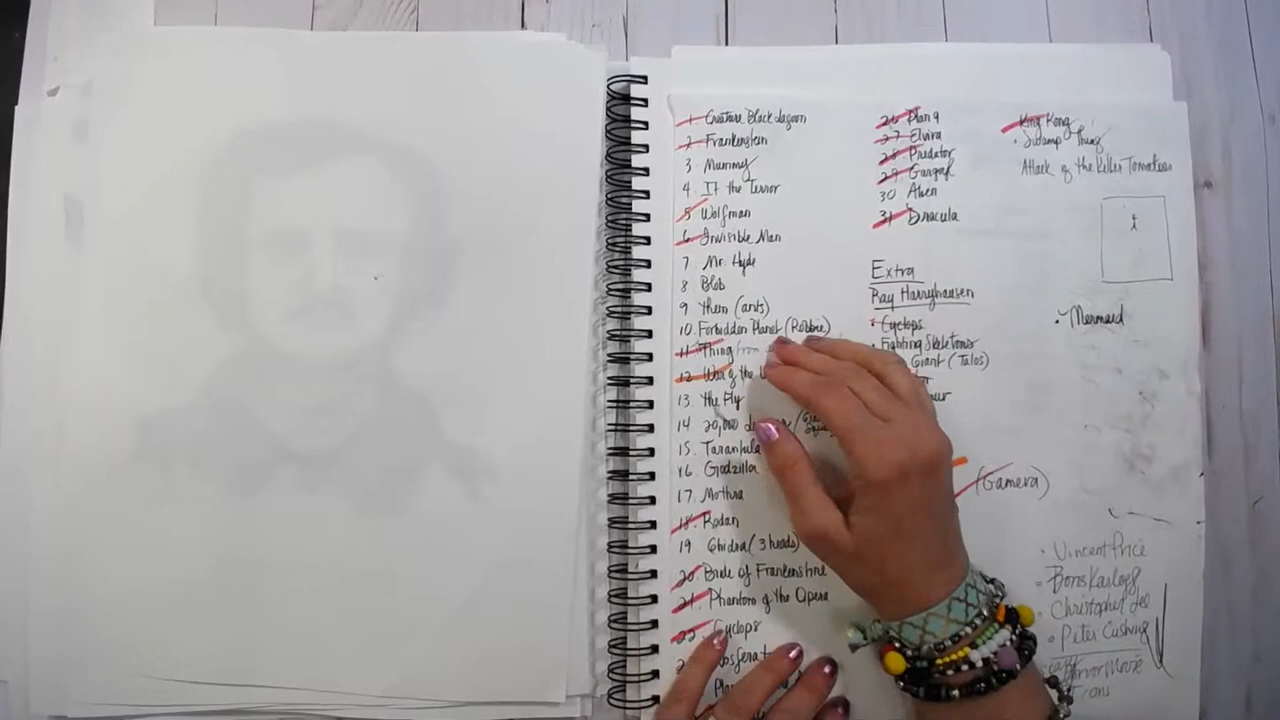 1 Creature Black Lagoon
2 Frankenstein
3 Mummy
4 It the Terror
5 Wolfman
6. Invisible Man
7 Mr. Hyde
8 Blob
9 Them (ants)
10. Forbidden Planet (Robbie)
11 Thing from
12 War of the
13. The Fly
14 20,000
15. Tarantula
16. Godzilla
17. Mothra
18. Rodan
19 Ghidra (3 heads)
20. Bride of
21. Phantom of the Opera
22. Cyclops
26 Plan 9
27 Elvira
28 Predator
29.
30 Alien
31 Dracula
Extra
Ray Harryhausen
• Cyclops
• Fighting Skeletons
Giant (Talos)
King Kong
• Swamp Thing
Attack of the Killer Tomatoes
• Mermaid
(Gamera)
• Vincent Price
• Boris Karloff
• Christopher Lee
• Peter Cushing